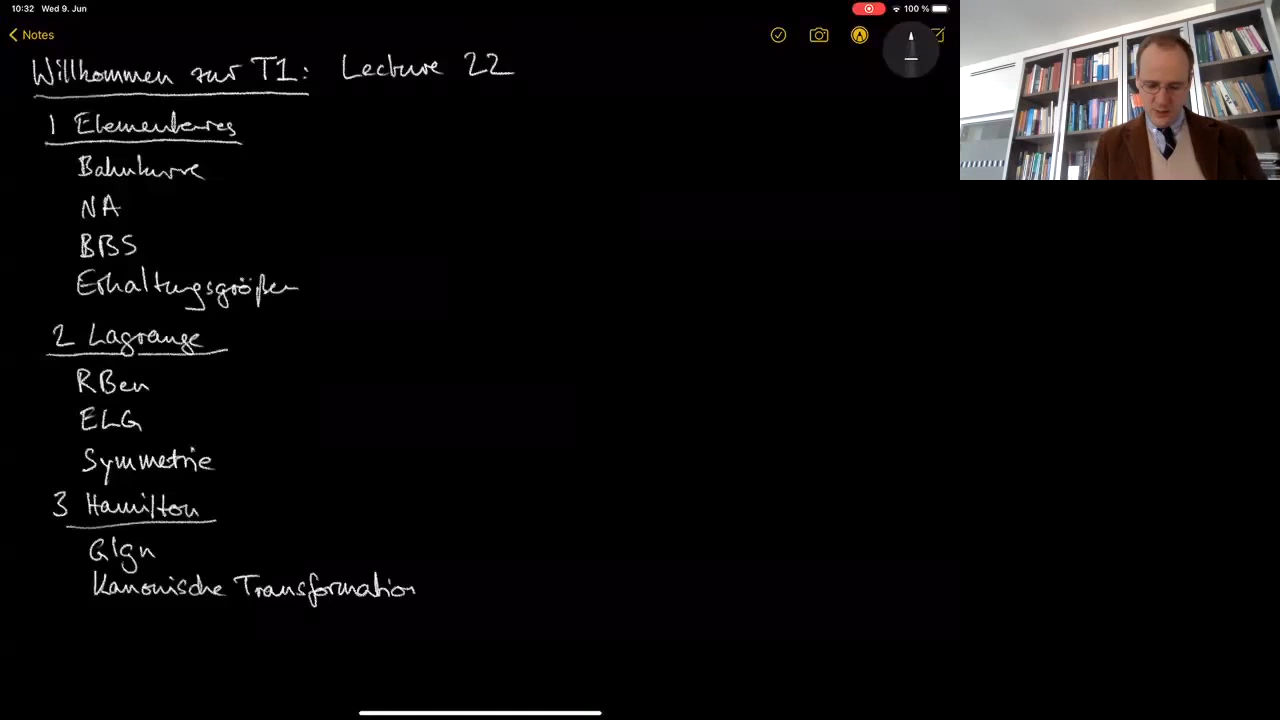 10:32 Wed 9. Jun 100 %
Notes
Willkommen zur T1: Lecture 22
1 Elementares
Bahnkurve
NA
BBS
Erhaltungsgrößen
2 Lagrange
RBen
ELG
Symmetrie
3 Hamilton
Glgn
Kanonische Transformation